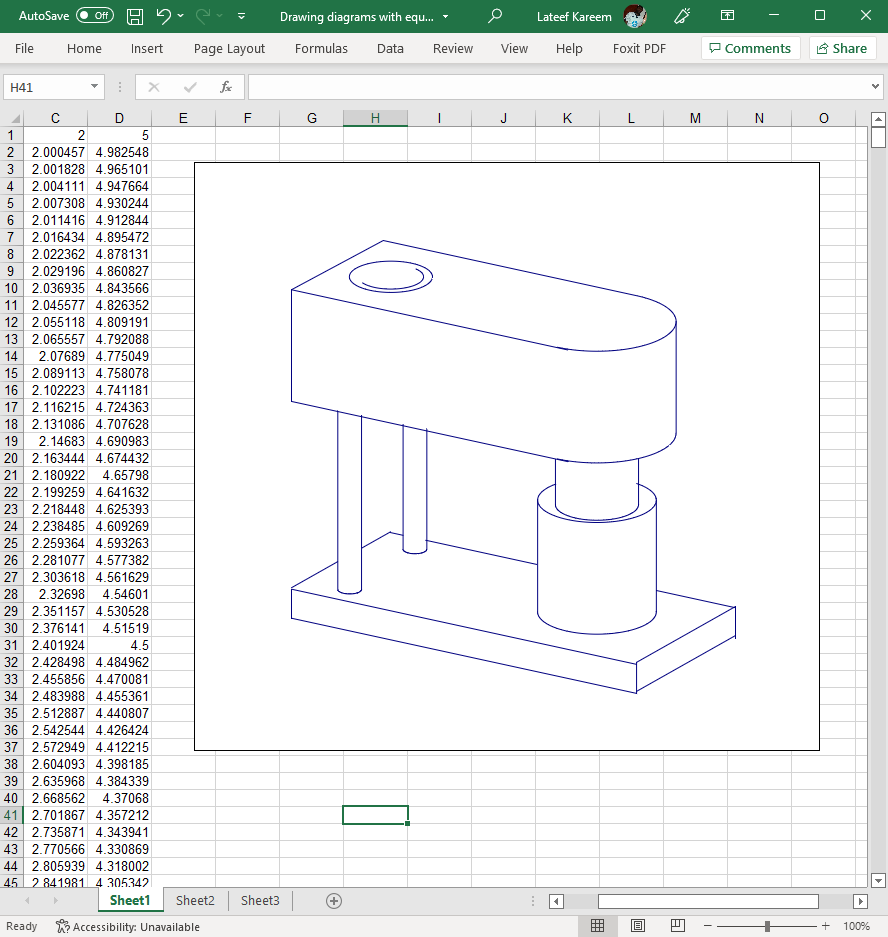 AutoSave Off Drawing diagrams with equ... Lateef Kareem
File Home Insert Page Layout Formulas Data Review View Help Foxit PDF Comments Share
H41 fx
C D E F G H I J K L M N O
1 2 5
2 2.000457 4.982548
3 2.001828 4.965101
4 2.004111 4.947664
5 2.007308 4.930244
6 2.011416 4.912844
7 2.016434 4.895472
8 2.022362 4.878131
9 2.029196 4.860827
10 2.036935 4.843566
11 2.045577 4.826352
12 2.055118 4.809191
13 2.065557 4.792088
14 2.07689 4.775049
15 2.089113 4.758078
16 2.102223 4.741181
17 2.116215 4.724363
18 2.131086 4.707628
19 2.14683 4.690983
20 2.163444 4.674432
21 2.180922 4.65798
22 2.199259 4.641632
23 2.218448 4.625393
24 2.238485 4.609269
25 2.259364 4.593263
26 2.281077 4.577382
27 2.303618 4.561629
28 2.32698 4.54601
29 2.351157 4.530528
30 2.376141 4.51519
31 2.401924 4.5
32 2.428498 4.484962
33 2.455856 4.470081
34 2.483988 4.455361
35 2.512887 4.440807
36 2.542544 4.426424
37 2.572949 4.412215
38 2.604093 4.398185
39 2.635968 4.384339
40 2.668562 4.37068
41 2.701867 4.357212
42 2.735871 4.343941
43 2.770566 4.330869
44 2.805939 4.318002
45 2.841981 4.305342
Sheet1 Sheet2 Sheet3
Ready Accessibility: Unavailable 100%